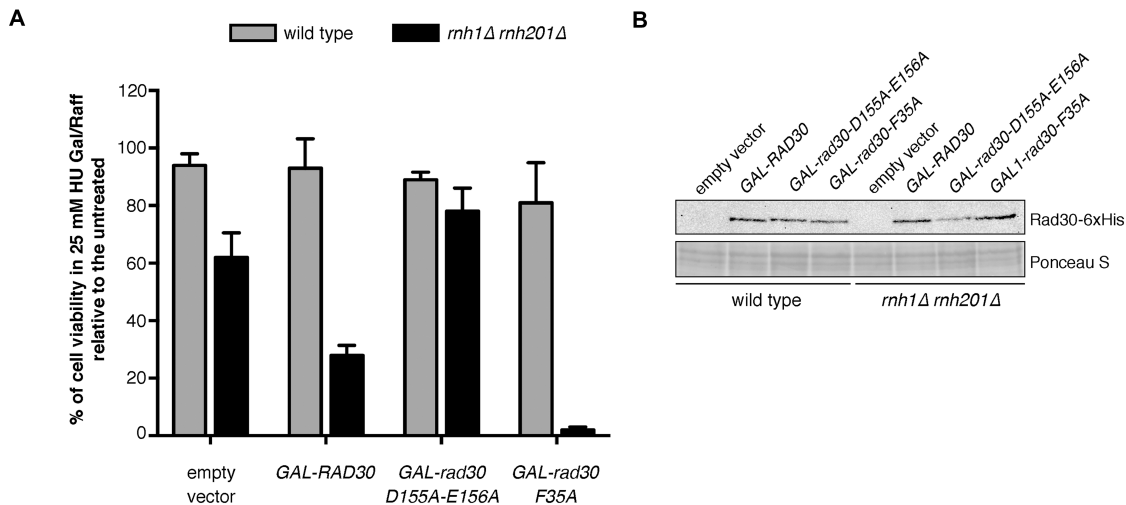 A
wild type
rnh1Δ rnh201Δ
% of cell viability in 25 mM HU Gal/Raff
relative to the untreated
120
100
80
60
40
20
0
empty
vector
GAL-RAD30
GAL-rad30
D155A-E156A
GAL-rad30
F35A
B
empty vector
GAL-RAD30
GAL-rad30-D155A-E156A
GAL-rad30-F35A
empty vector
GAL-RAD30
GAL-rad30-D155A-E156A
GAL1-rad30-F35A
Rad30-6xHis
Ponceau S
wild type
rnh1Δ rnh201Δ